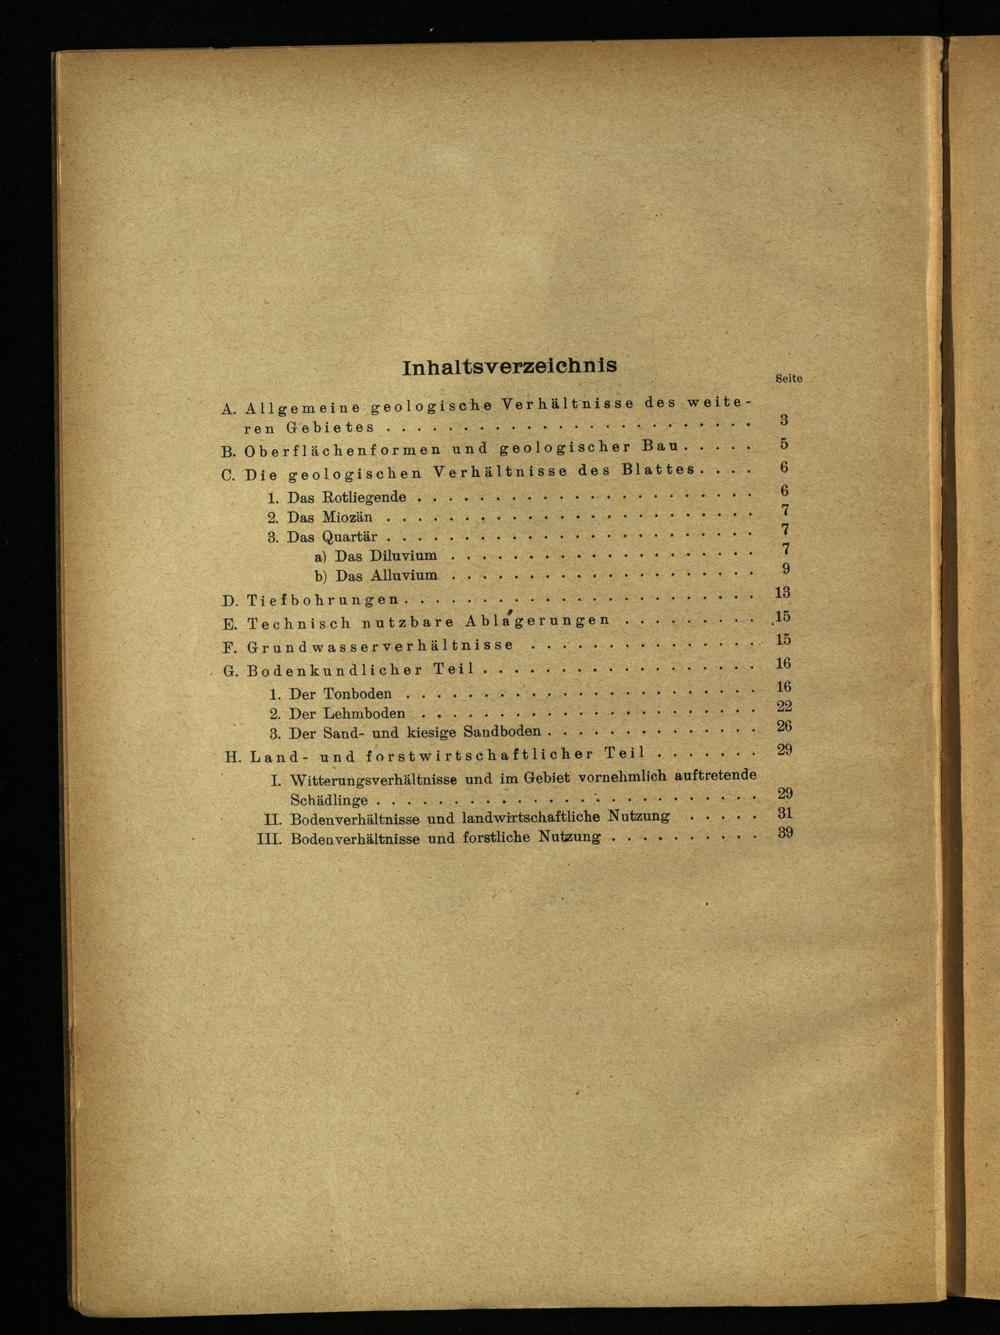 Inhaltsverzeichnis
Seite
A. Allgemeine geologische Verhältnisse des weite-
ren Gebietes . . . . . . . . . . . . . . . . . . . . . . . . 3
B. Oberflächenformen und geologischer Bau. . . . . 5
C. Die geologischen Verhältnisse des Blattes. . . . 6
1. Das Rotliegende . . . . . . . . . . . . . . . . . . . . . . 6
2. Das Miozän . . . . . . . . . . . . . . . . . . . . . . . . 7
3. Das Quartär . . . . . . . . . . . . . . . . . . . . . . . . 7
a) Das Diluvium . . . . . . . . . . . . . . . . . . . . 7
b) Das Alluvium . . . . . . . . . . . . . . . . . . . . 9
D. Tiefbohrungen. . . . . . . . . . . . . . . . . . . . . . . 13
E. Technisch nutzbare Ablagerungen . . . . . . . . . 15
F. Grundwasserverhältnisse . . . . . . . . . . . . . . . 15
G. Bodenkundlicher Teil . . . . . . . . . . . . . . . . . . 16
1. Der Tonboden . . . . . . . . . . . . . . . . . . . . . . . 16
2. Der Lehmboden . . . . . . . . . . . . . . . . . . . . . . 22
3. Der Sand- und kiesige Sandboden . . . . . . . . . . . . . . 26
H. Land- und forstwirtschaftlicher Teil . . . . . . . 29
I. Witterungsverhältnisse und im Gebiet vornehmlich auftretende
Schädlinge . . . . . . . . . . . . . . . . . . . . . . . . . 29
II. Bodenverhältnisse und landwirtschaftliche Nutzung . . . . . 31
III. Bodenverhältnisse und forstliche Nutzung . . . . . . . . . . 39